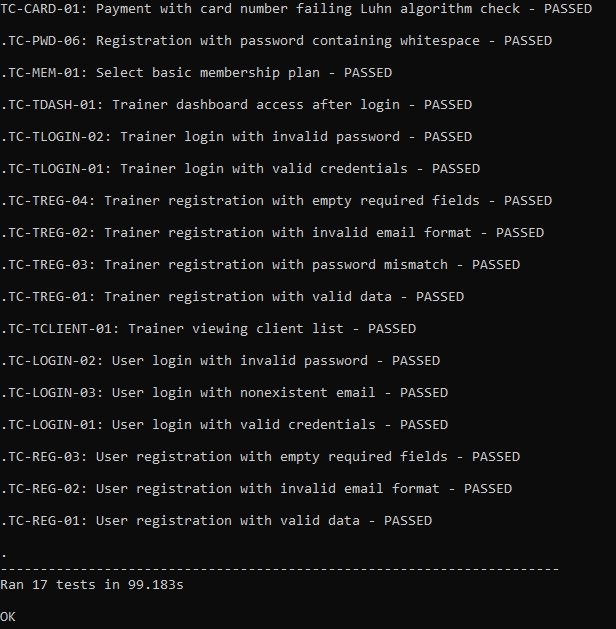 TC-CARD-01: Payment with card number failing Luhn algorithm check - PASSED
.TC-PWD-06: Registration with password containing whitespace - PASSED
.TC-MEM-01: Select basic membership plan - PASSED
.TC-TDASH-01: Trainer dashboard access after login - PASSED
.TC-TLOGIN-02: Trainer login with invalid password - PASSED
.TC-TLOGIN-01: Trainer login with valid credentials - PASSED
.TC-TREG-04: Trainer registration with empty required fields - PASSED
.TC-TREG-02: Trainer registration with invalid email format - PASSED
.TC-TREG-03: Trainer registration with password mismatch - PASSED
.TC-TREG-01: Trainer registration with valid data - PASSED
.TC-TCLIENT-01: Trainer viewing client list - PASSED
.TC-LOGIN-02: User login with invalid password - PASSED
.TC-LOGIN-03: User login with nonexistent email - PASSED
.TC-LOGIN-01: User login with valid credentials - PASSED
.TC-REG-03: User registration with empty required fields - PASSED
.TC-REG-02: User registration with invalid email format - PASSED
.TC-REG-01: User registration with valid data - PASSED
.
----------------------------------------------------------------------
Ran 17 tests in 99.183s
OK